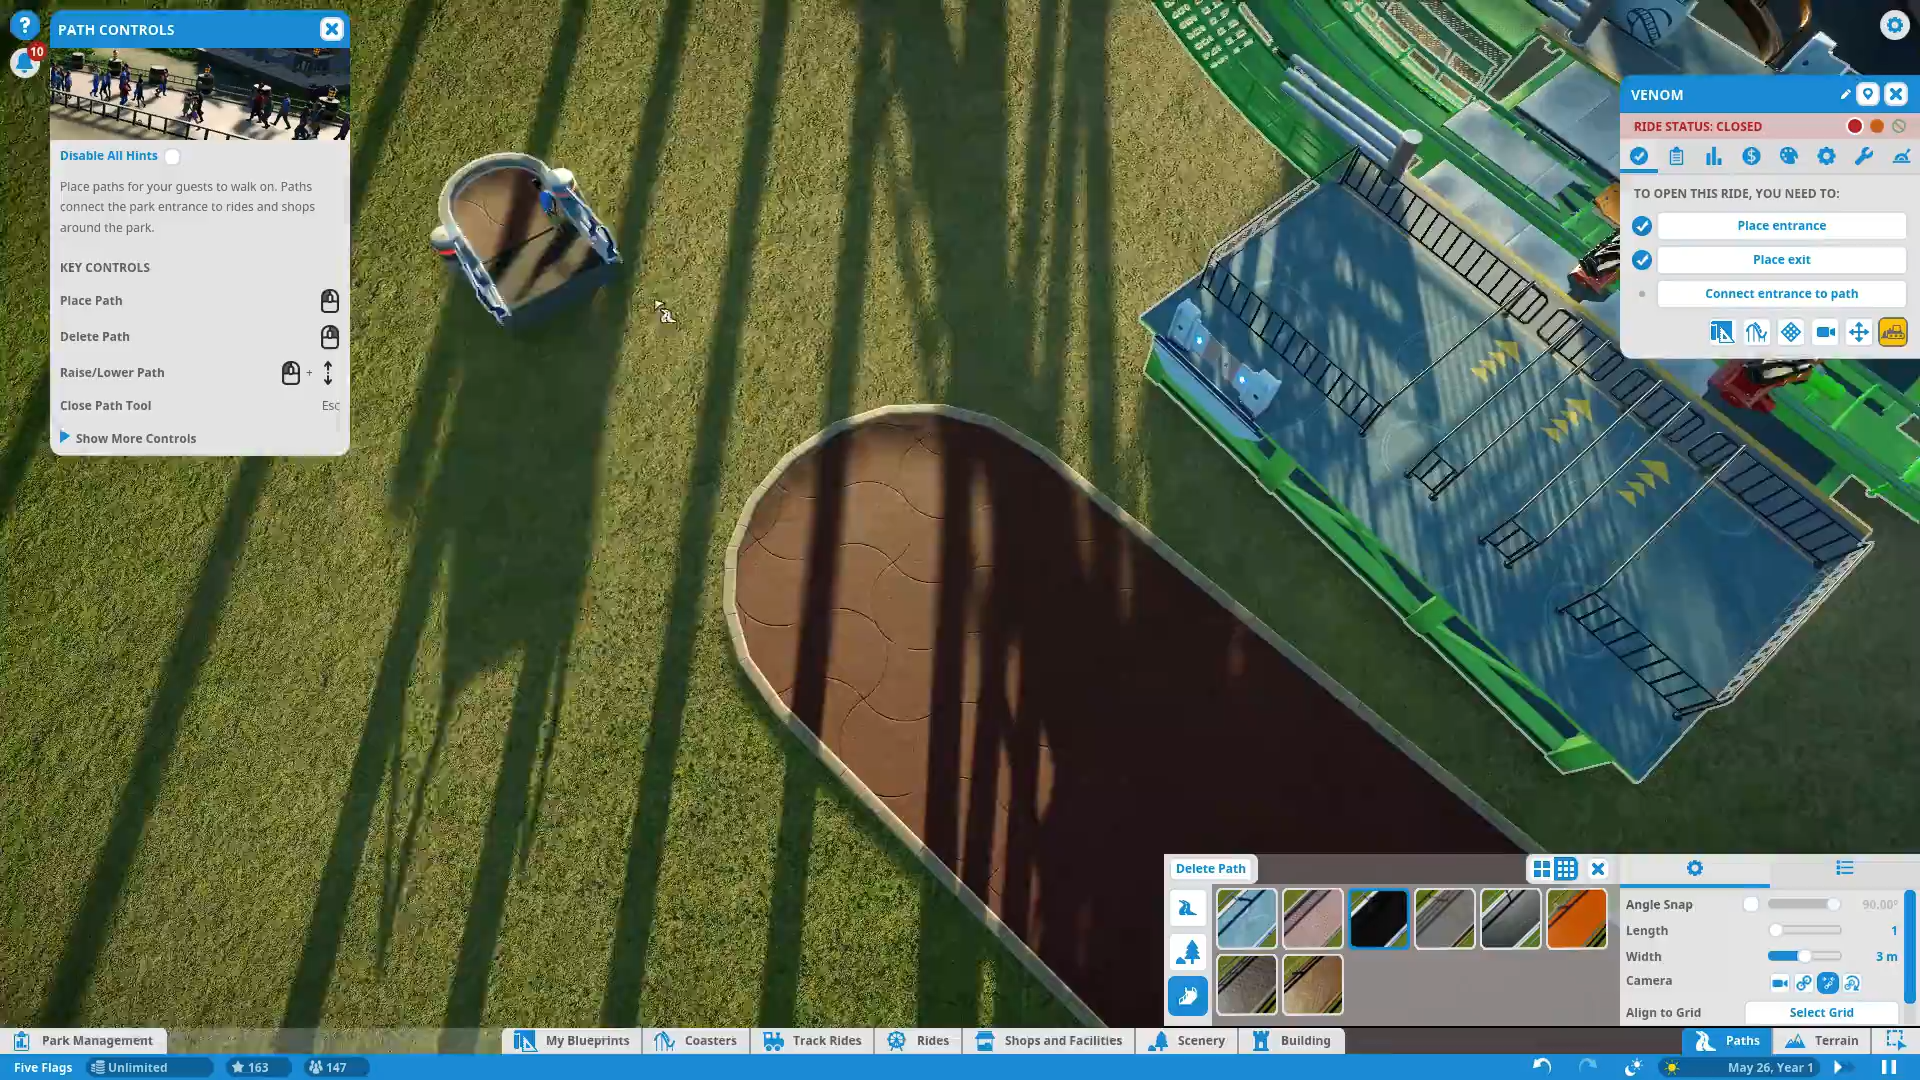 PATH CONTROLS
10
Disable All Hints
Place paths for your guests to walk on. Paths
connect the park entrance to rides and shops
around the park.
KEY CONTROLS
Place Path
Delete Path
Raise/Lower Path
+
Close Path Tool Esc
Show More Controls
VENOM
RIDE STATUS: CLOSED
TO OPEN THIS RIDE, YOU NEED TO:
Place entrance
Place exit
Connect entrance to path
Delete Path
Angle Snap 90.00°
Length 1
Width 3 m
Camera
Align to Grid Select Grid
Park Management
My Blueprints
Coasters
Track Rides
Rides
Shops and Facilities
Scenery
Building
Paths
Terrain
Five Flags
Unlimited
163
147
May 26, Year 1